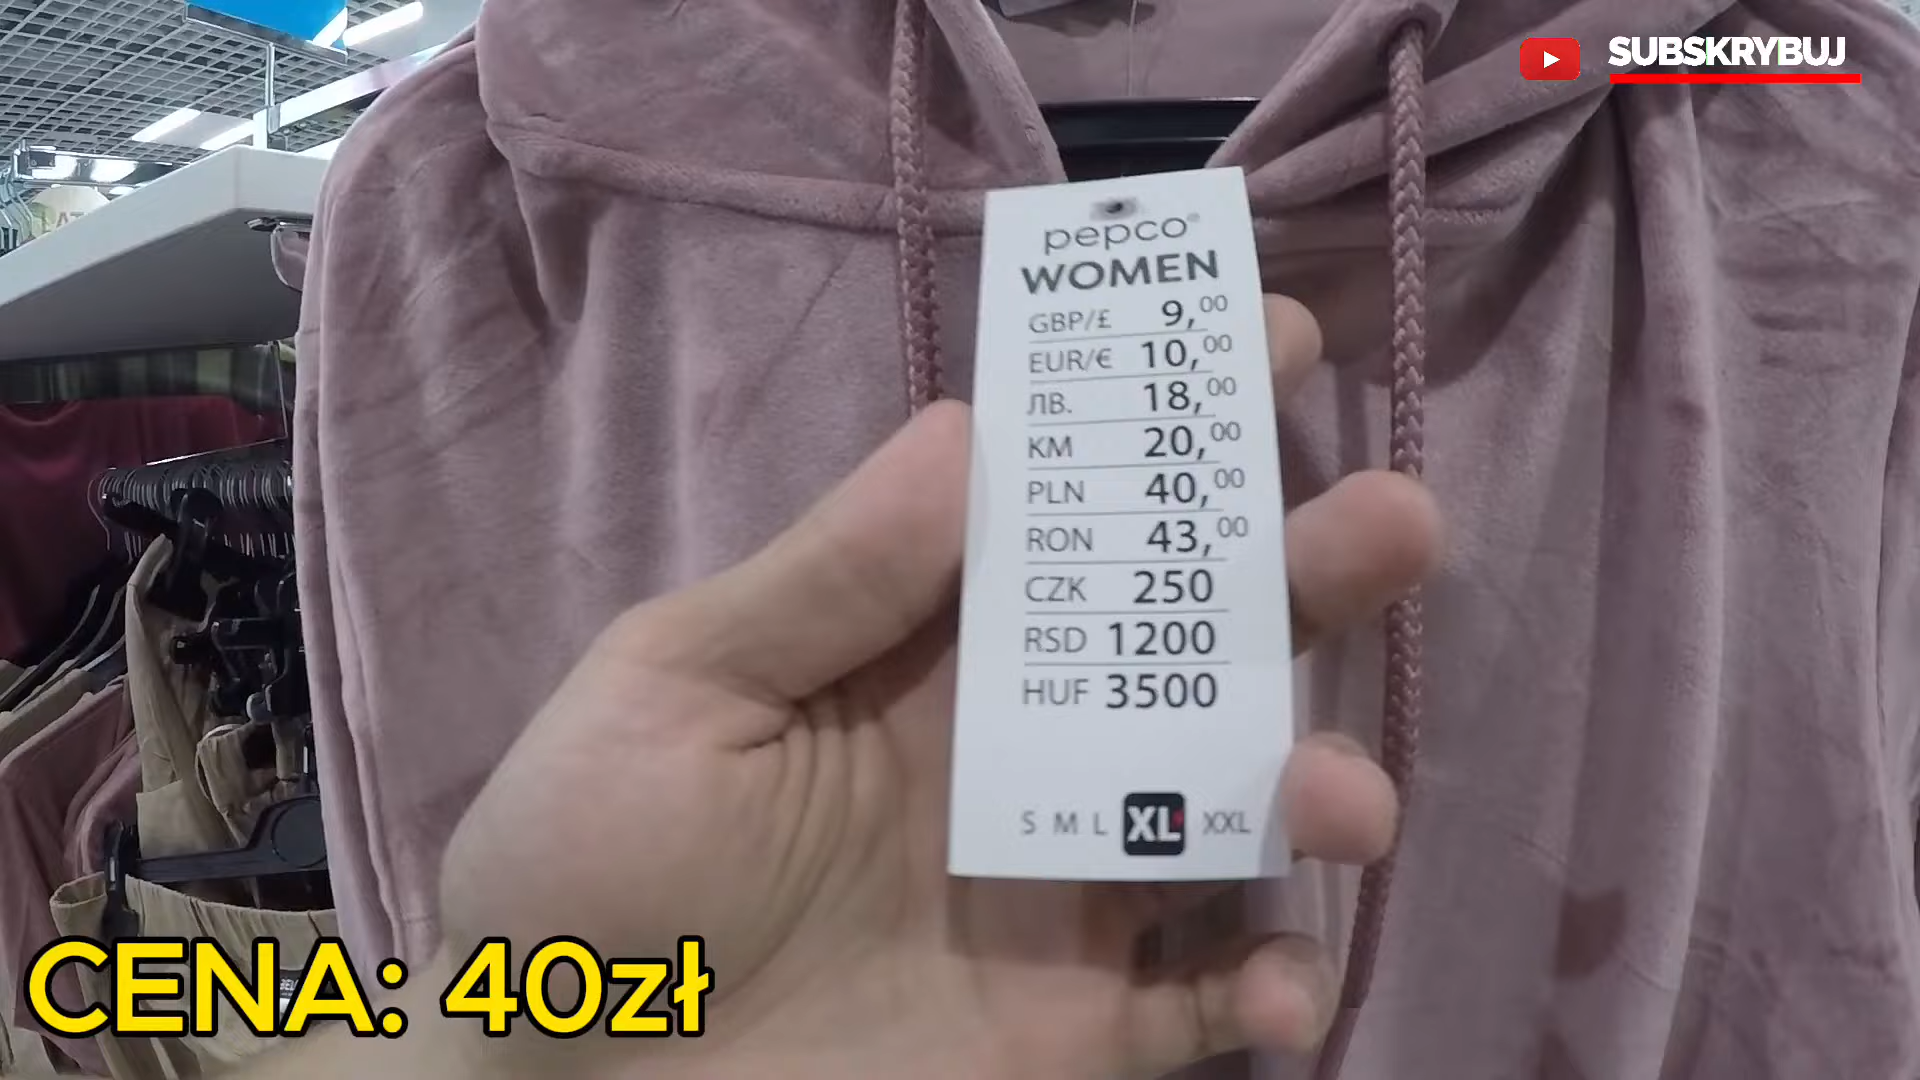 SUBSKRYBUJ
pepco®
WOMEN
GBP/£ 9,00
EUR/€ 10,00
ЛВ. 18,00
KM 20,00
PLN 40,00
RON 43,00
CZK 250
RSD 1200
HUF 3500
S M L XL XXL
CENA: 40zł